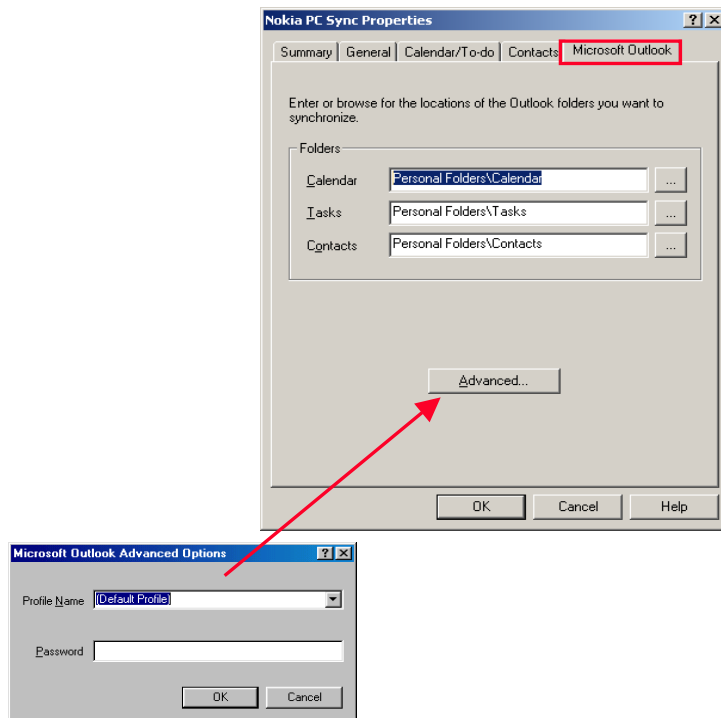 Nokia PC Sync Properties
Summary General Calendar/To-do Contacts Microsoft Outlook
Enter or browse for the locations of the Outlook folders you want to
synchronize.
Folders
Calendar Personal Folders\Calendar ...
Tasks Personal Folders\Tasks ...
Contacts Personal Folders\Contacts ...
Advanced...
OK Cancel Help
Microsoft Outlook Advanced Options
Profile Name (Default Profile)
Password
OK Cancel